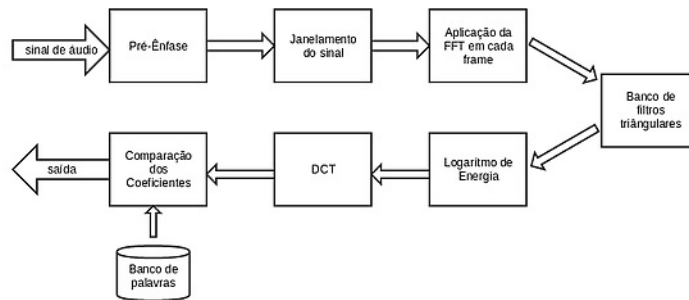 sinal de áudio
Pré-Ênfase
Janelamento
do sinal
Aplicação da
FFT em cada
frame
Banco de
filtros
triângulares
Logarítmo de
Energia
DCT
Comparação
dos
Coeficientes
saída
Banco de
palavras